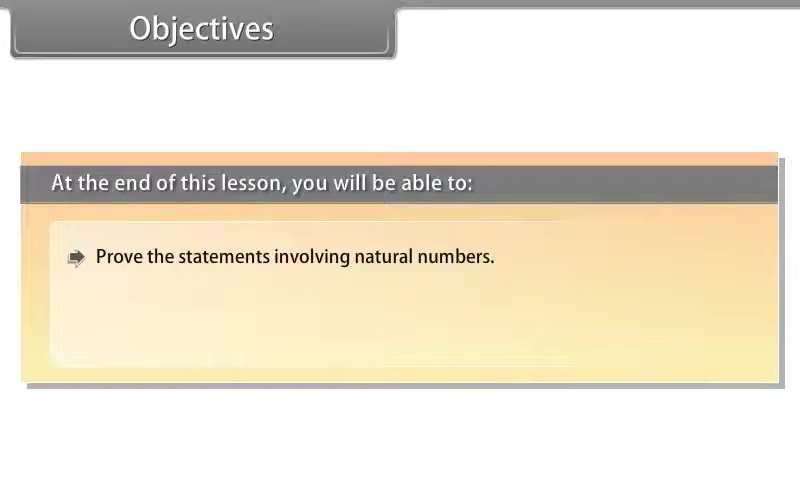 Objectives
At the end of this lesson, you will be able to:
Prove the statements involving natural numbers.